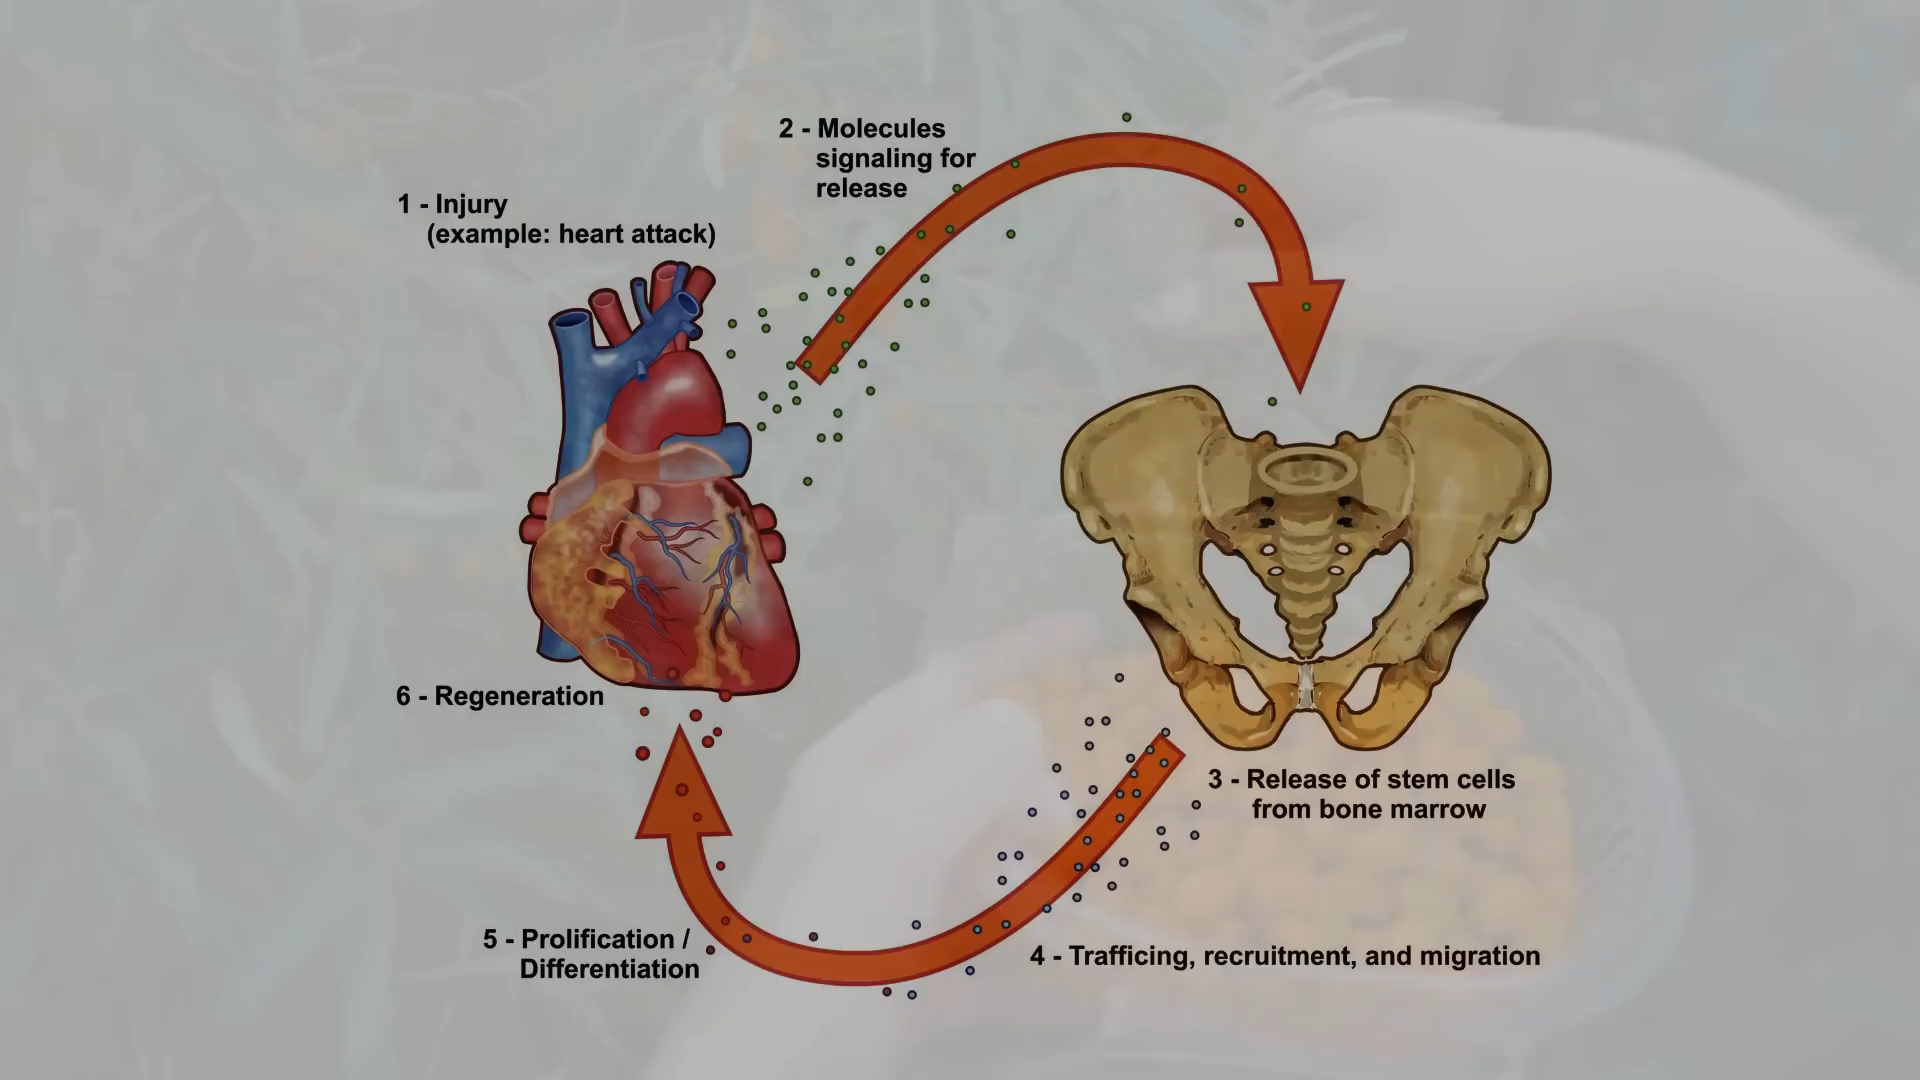 1 - Injury
(example: heart attack)
2 - Molecules
signaling for
release
3 - Release of stem cells
from bone marrow
4 - Trafficing, recruitment, and migration
5 - Prolification /
Differentiation
6 - Regeneration